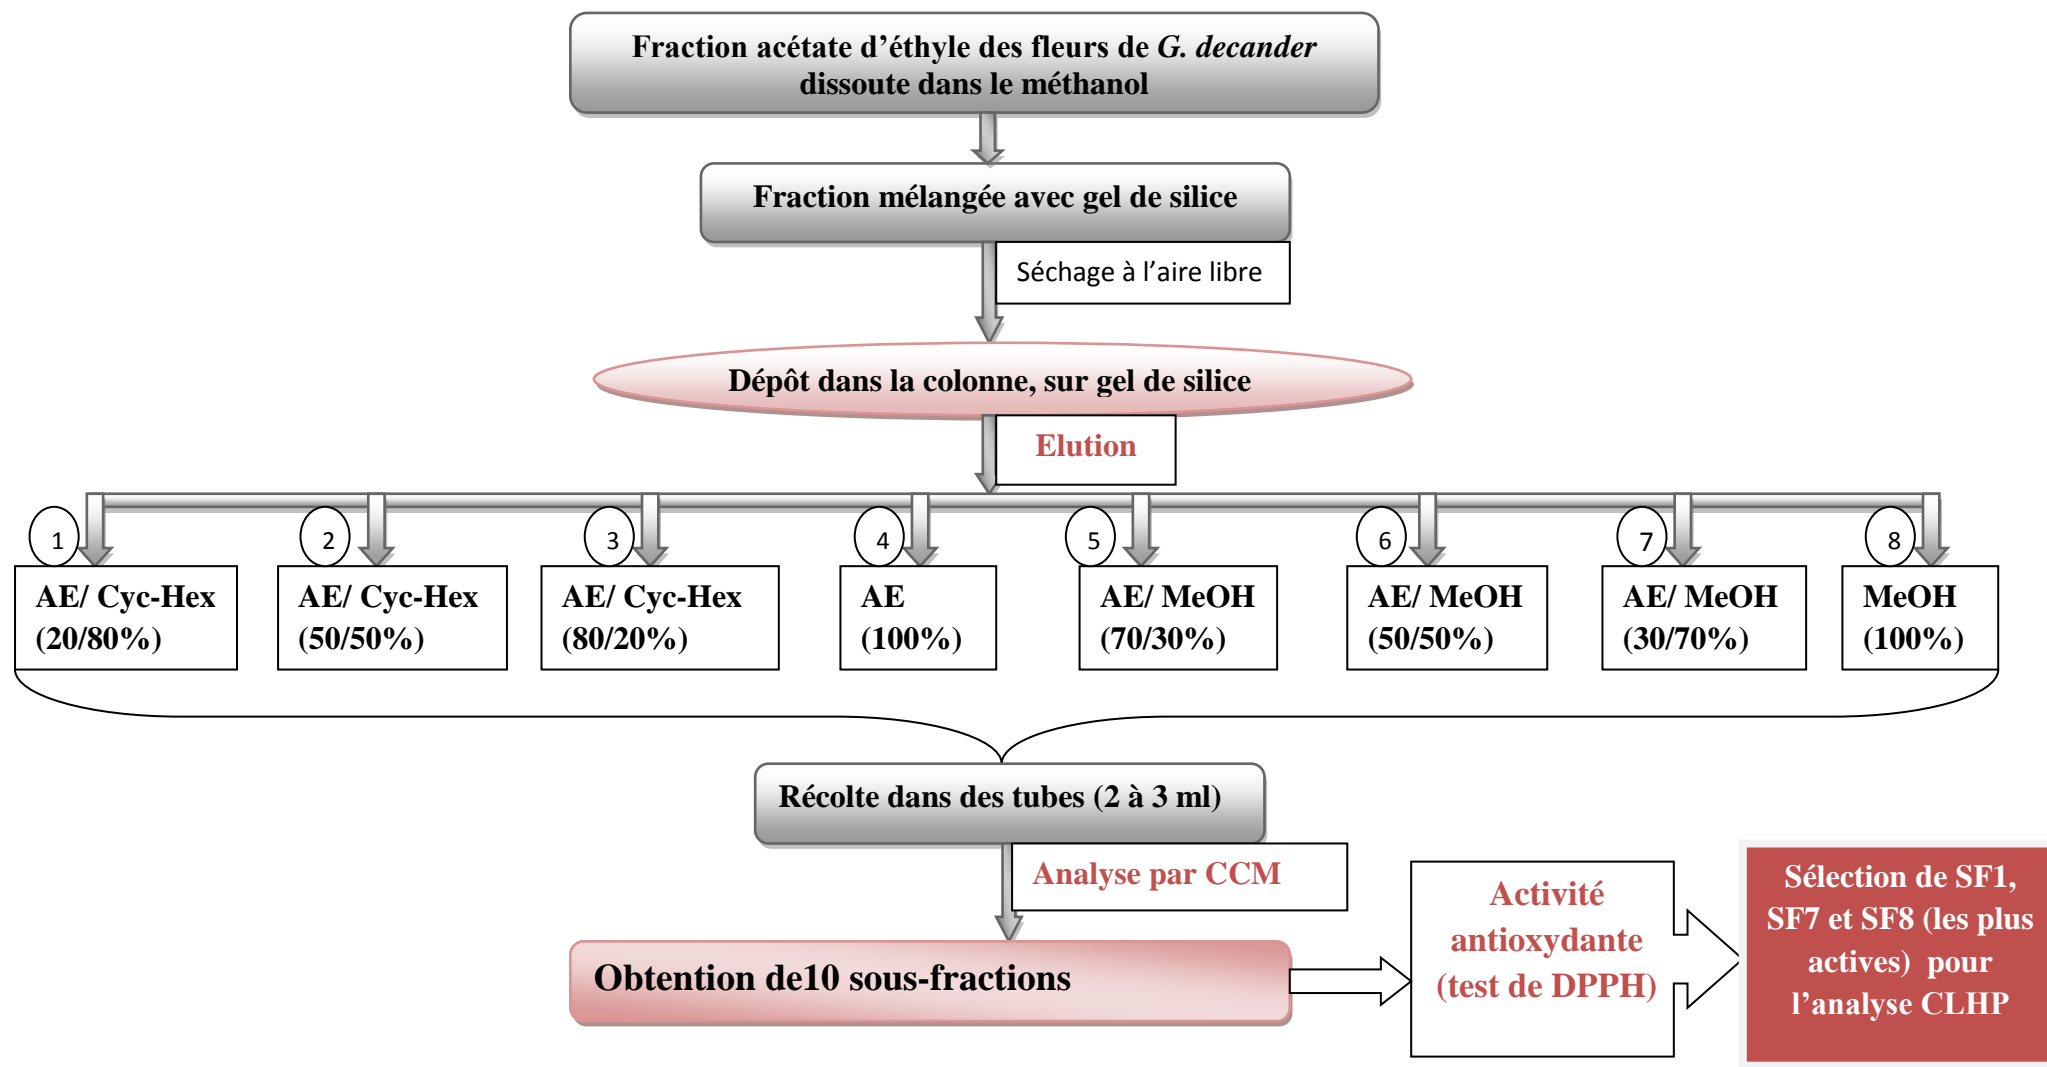 Fraction acétate d’éthyle des fleurs de G. decander
dissoute dans le méthanol
Fraction mélangée avec gel de silice
Séchage à l’aire libre
Dépôt dans la colonne, sur gel de silice
Elution
1
2
3
4
5
6
7
8
AE/ Cyc-Hex
(20/80%)
AE/ Cyc-Hex
(50/50%)
AE/ Cyc-Hex
(80/20%)
AE
(100%)
AE/ MeOH
(70/30%)
AE/ MeOH
(50/50%)
AE/ MeOH
(30/70%)
MeOH
(100%)
Récolte dans des tubes (2 à 3 ml)
Analyse par CCM
Obtention de10 sous-fractions
Activité
antioxydante
(test de DPPH)
Sélection de SF1,
SF7 et SF8 (les plus
actives) pour
l’analyse CLHP